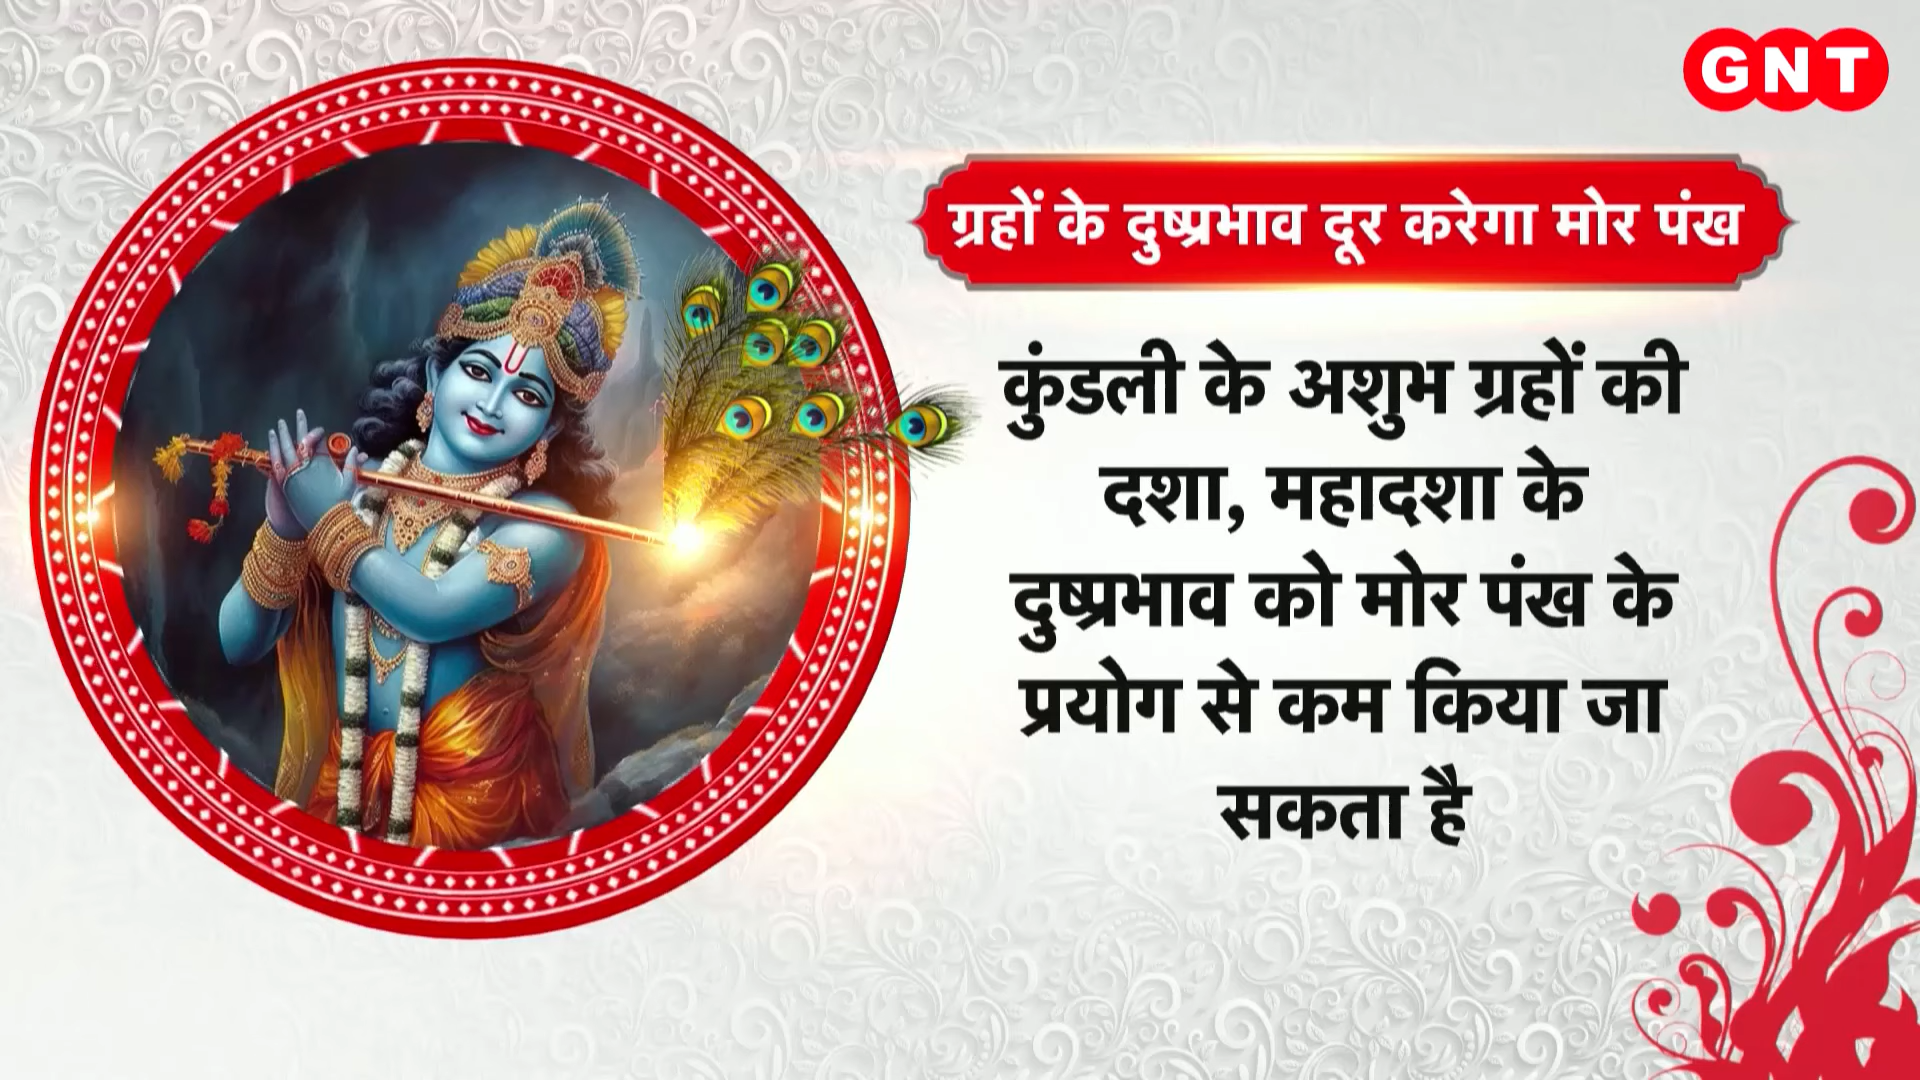 GNT
ग्रहों के दुष्प्रभाव दूर करेगा मोर पंख
कुंडली के अशुभ ग्रहों की
दशा, महादशा के
दुष्प्रभाव को मोर पंख के
प्रयोग से कम किया जा
सकता है